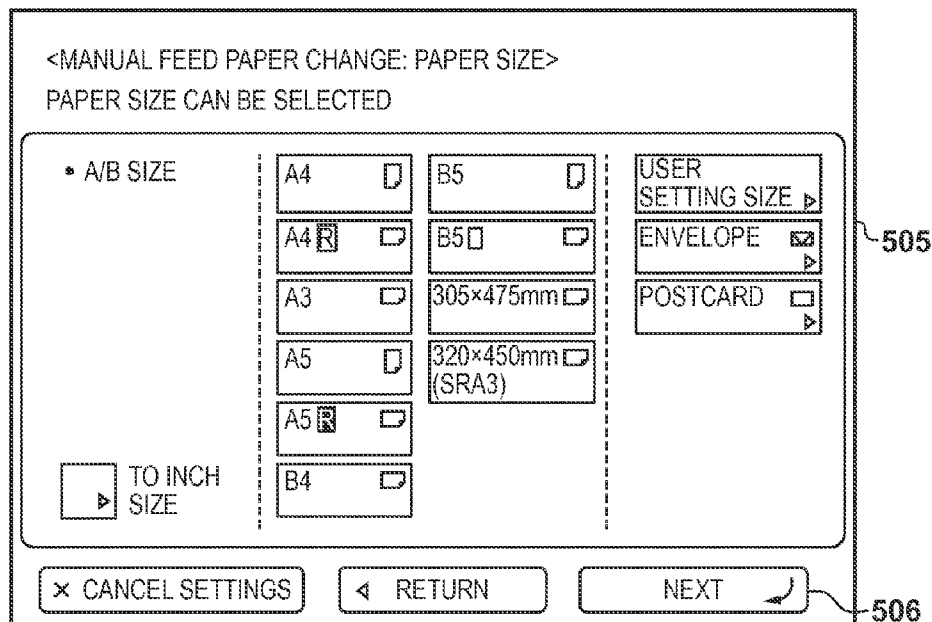 <MANUAL FEED PAPER CHANGE: PAPER SIZE>
PAPER SIZE CAN BE SELECTED
• A/B SIZE
A4
A4 R
A3
A5
A5 R
B4
B5
B5
305×475mm
320×450mm
(SRA3)
USER
SETTING SIZE
ENVELOPE
POSTCARD
TO INCH
SIZE
× CANCEL SETTINGS
RETURN
NEXT
505
506